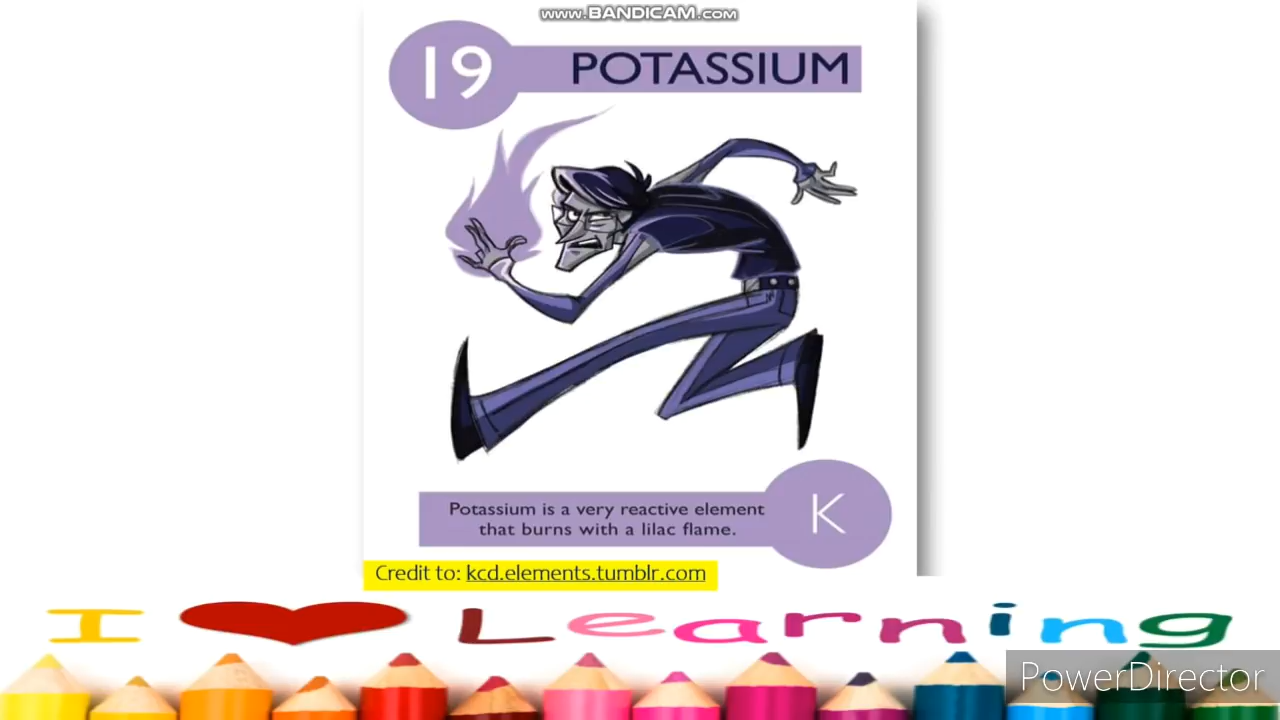 www.BANDICAM.com
19 POTASSIUM
Potassium is a very reactive element
that burns with a lilac flame.
K
Credit to: kcd.elements.tumblr.com
I Learning
PowerDirector